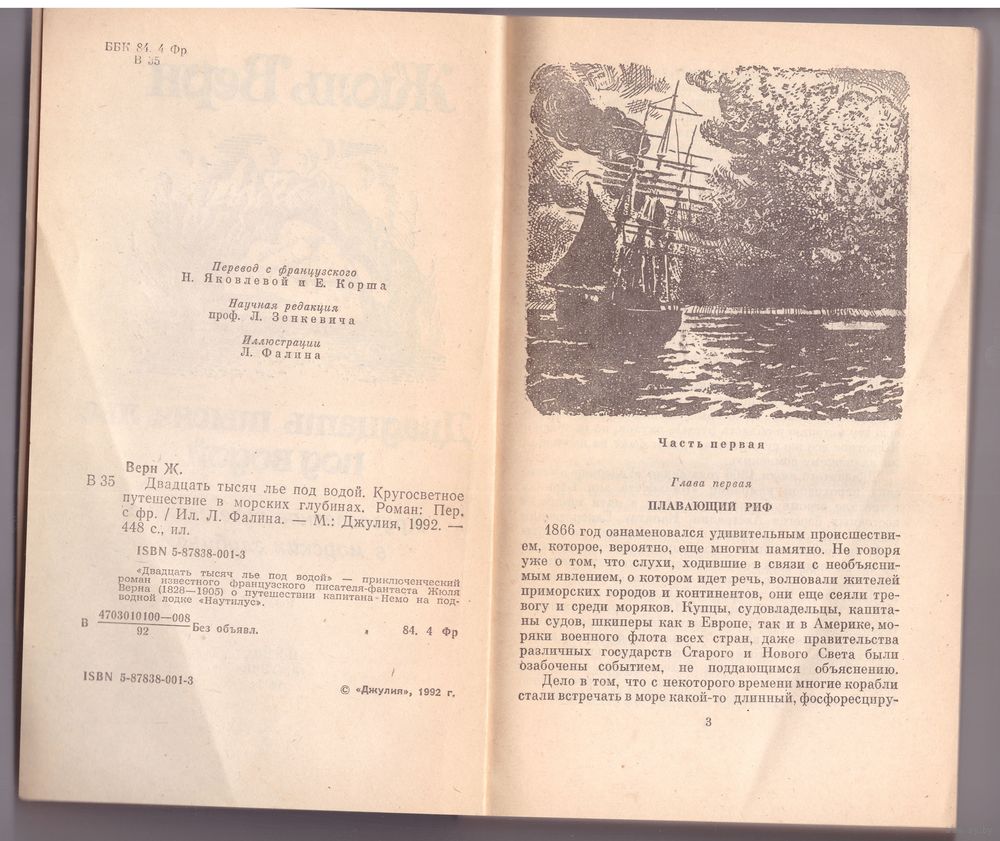 ББК 84. 4 Фр
В 35
Перевод с французского
Н. Яковлевой и Е. Корша
Научная редакция
проф. Л. Зенкевича
Иллюстрации
Л. Фалина
Верн Ж.
В 35 Двадцать тысяч лье под водой. Кругосветное
путешествие в морских глубинах. Роман: Пер.
с фр. / Ил. Л. Фалина. — М.: Джулия, 1992. —
448 с., ил.
ISBN 5-87838-001-3
«Двадцать тысяч лье под водой» — приключенческий
роман известного французского писателя-фантаста Жюля
Верна (1828—1905) о путешествии капитана Немо на под-
водной лодке «Наутилус».
В 4703010100—008
92 Без объявл. 84. 4 Фр
ISBN 5-87838-001-3
© «Джулия», 1992 г.
Часть первая
Глава первая
ПЛАВАЮЩИЙ РИФ
1866 год ознаменовался удивительным происшестви-
ем, которое, вероятно, еще многим памятно. Не говоря
уже о том, что слухи, ходившие в связи с необъясни-
мым явлением, о котором идет речь, волновали жителей
приморских городов и континентов, они еще сеяли тре-
вогу и среди моряков. Купцы, судовладельцы, капита-
ны судов, шкиперы как в Европе, так и в Америке, мо-
ряки военного флота всех стран, даже правительства
различных государств Старого и Нового Света были
озабочены событием, не поддающимся объяснению.
Дело в том, что с некоторого времени многие корабли
стали встречать в море какой-то длинный, фосфоресциру-
3